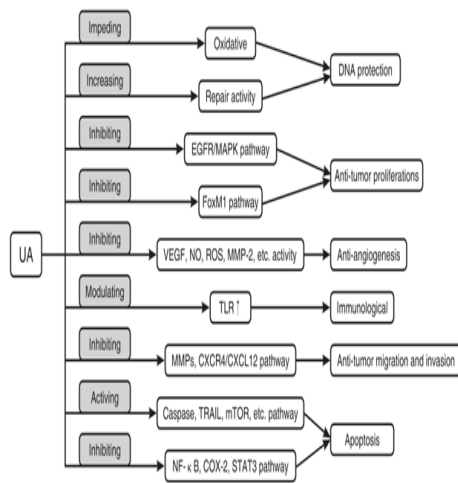 Impeding
Oxidative
DNA protection
Increasing
Repair activity
Inhibiting
EGFR/MAPK pathway
Anti-tumor proliferations
Inhibiting
FoxM1 pathway
UA
Inhibiting
VEGF, NO, ROS, MMP-2, etc. activity
Anti-angiogenesis
Modulating
TLR ↑
Immunological
Inhibiting
MMPs, CXCR4/CXCL12 pathway
Anti-tumor migration and invasion
Activing
Caspase, TRAIL, mTOR, etc. pathway
Apoptosis
Inhibiting
NF-κB, COX-2, STAT3 pathway